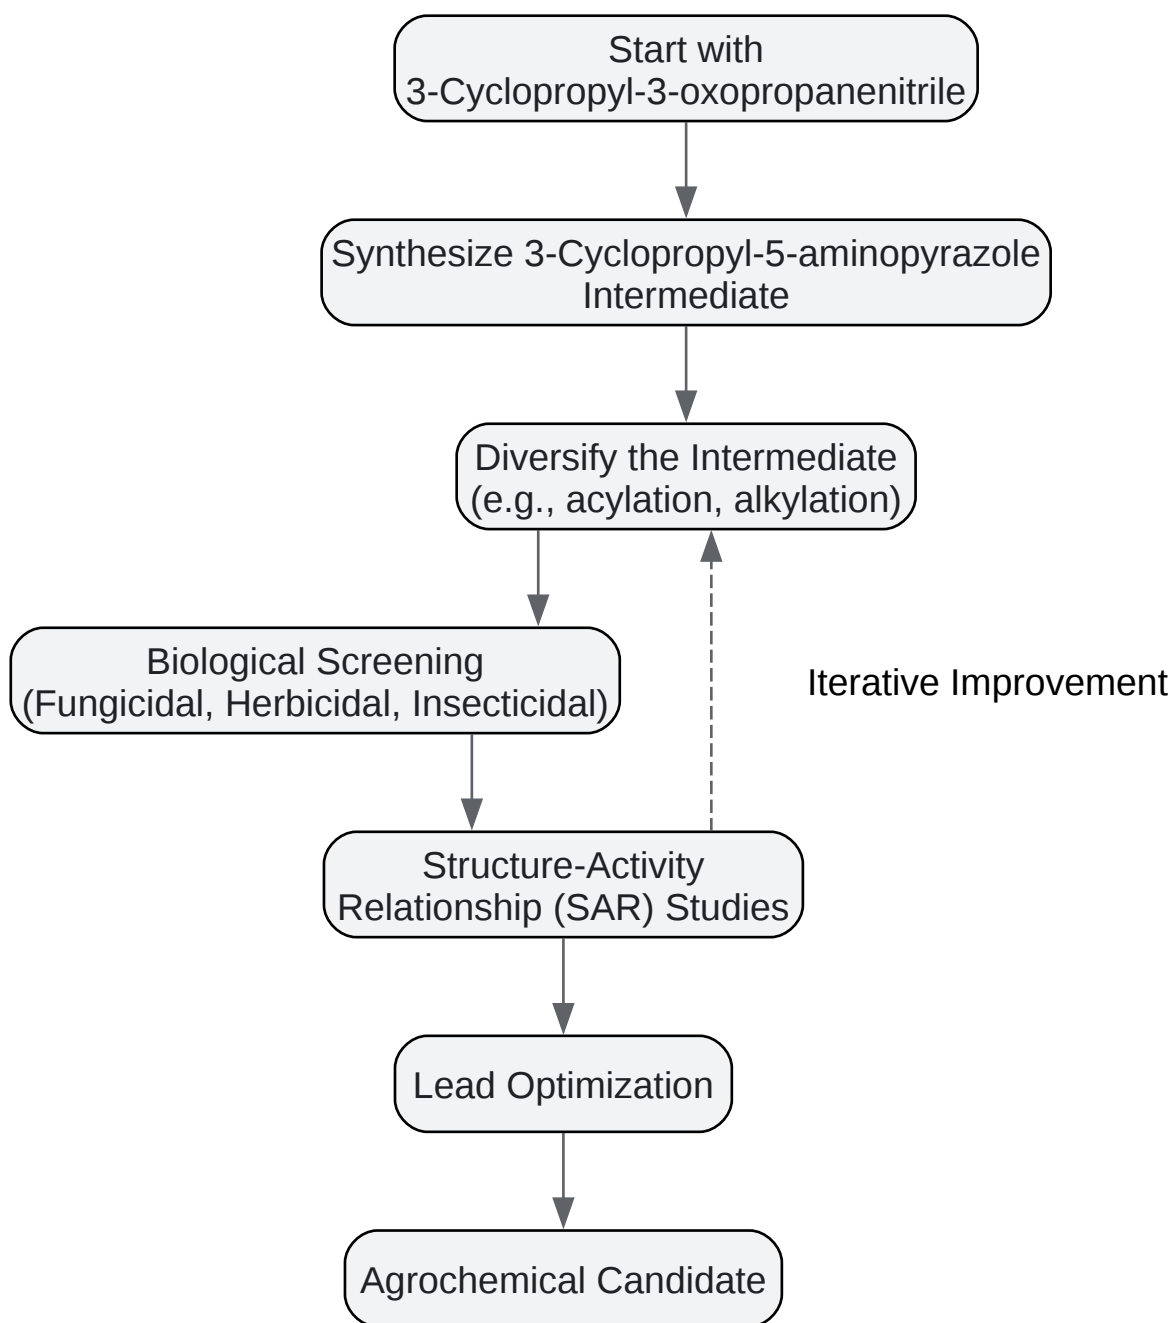 Start with
3-Cyclopropyl-3-oxopropanenitrile
Synthesize 3-Cyclopropyl-5-aminopyrazole
Intermediate
Diversify the Intermediate
(e.g., acylation, alkylation)
Biological Screening
(Fungicidal, Herbicidal, Insecticidal)
Iterative Improvement
Structure-Activity
Relationship (SAR) Studies
Lead Optimization
Agrochemical Candidate